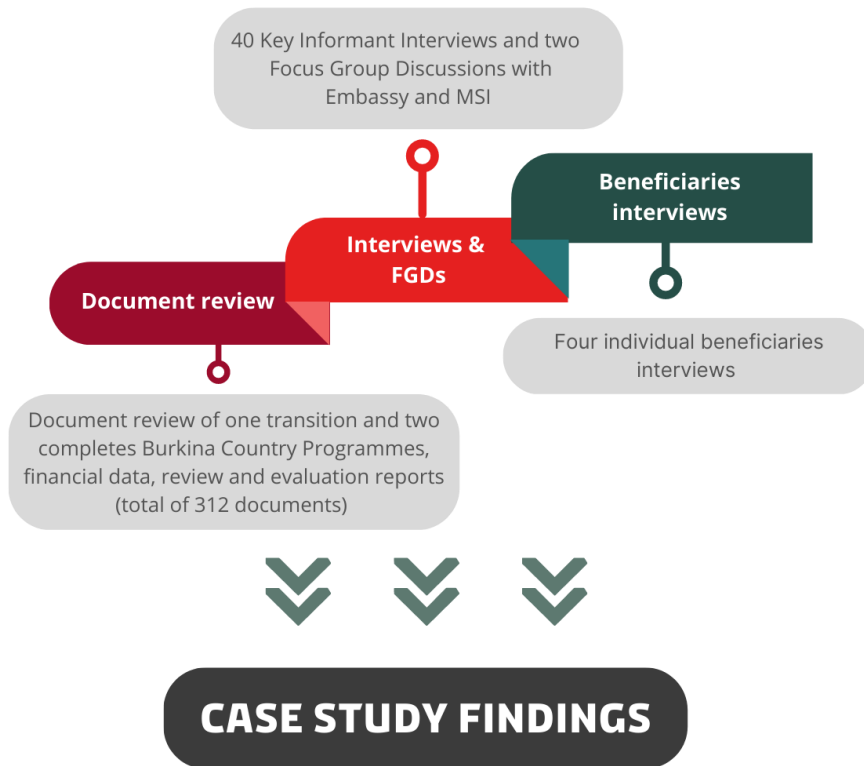 40 Key Informant Interviews and two
Focus Group Discussions with
Embassy and MSI
Beneficiaries
interviews
Interviews &
FGDs
Document review
Four individual beneficiaries
interviews
Document review of one transition and two
completes Burkina Country Programmes,
financial data, review and evaluation reports
(total of 312 documents)
CASE STUDY FINDINGS